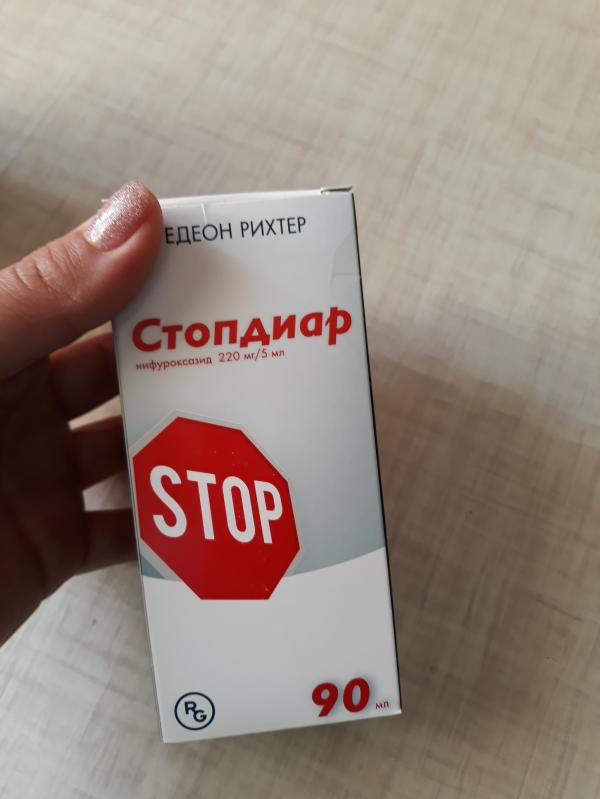 ЕДЕОН РИХТЕР
Стопдиар
нифуроксазид 220 мг/5 мл
STOP
RG
90 мл